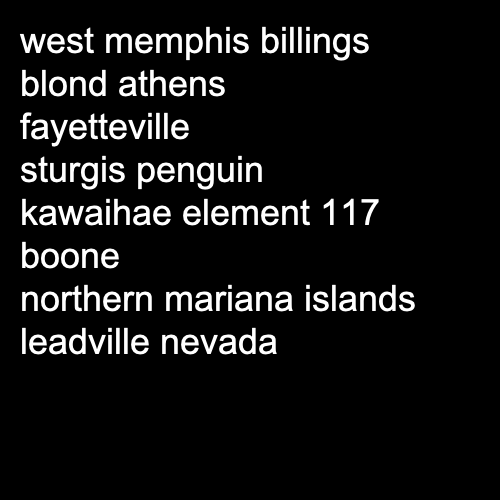 west memphis billings
blond athens
fayetteville
sturgis penguin
kawaihae element 117
boone
northern mariana islands
leadville nevada